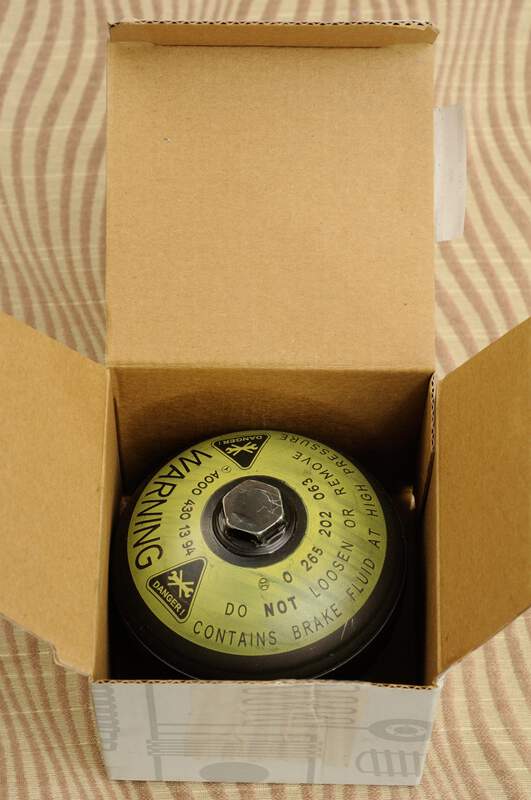 WARNING
DANGER!
DANGER!
A000 430 13 94
0 265 202 063
DO NOT LOOSEN OR REMOVE
CONTAINS BRAKE FLUID AT HIGH PRESSURE